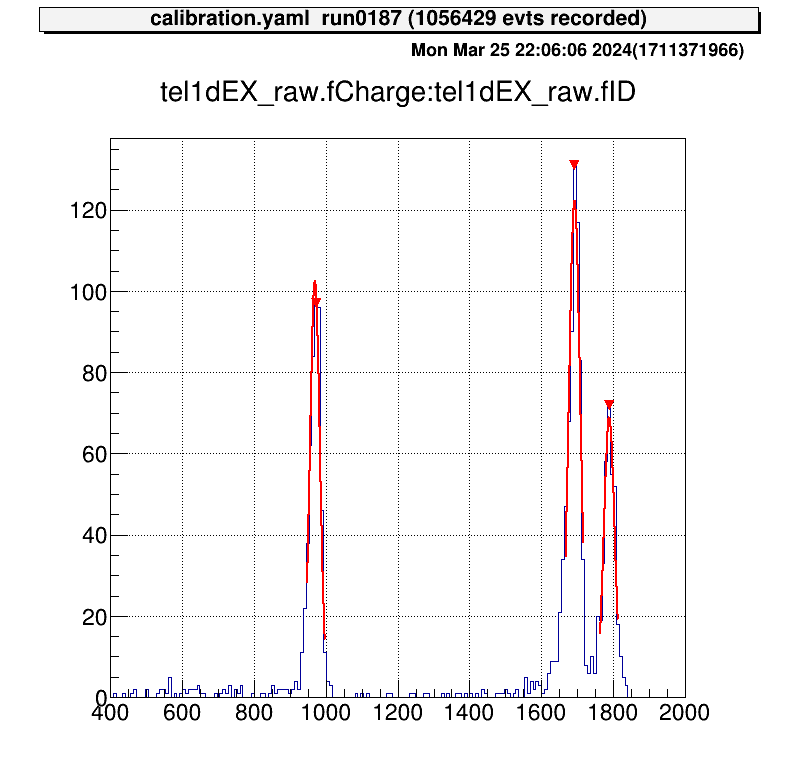 calibration.yaml run0187 (1056429 evts recorded)
Mon Mar 25 22:06:06 2024(1711371966)
tel1dEX_raw.fCharge:tel1dEX_raw.fID
120
100
80
60
40
20
0
400 600 800 1000 1200 1400 1600 1800 2000